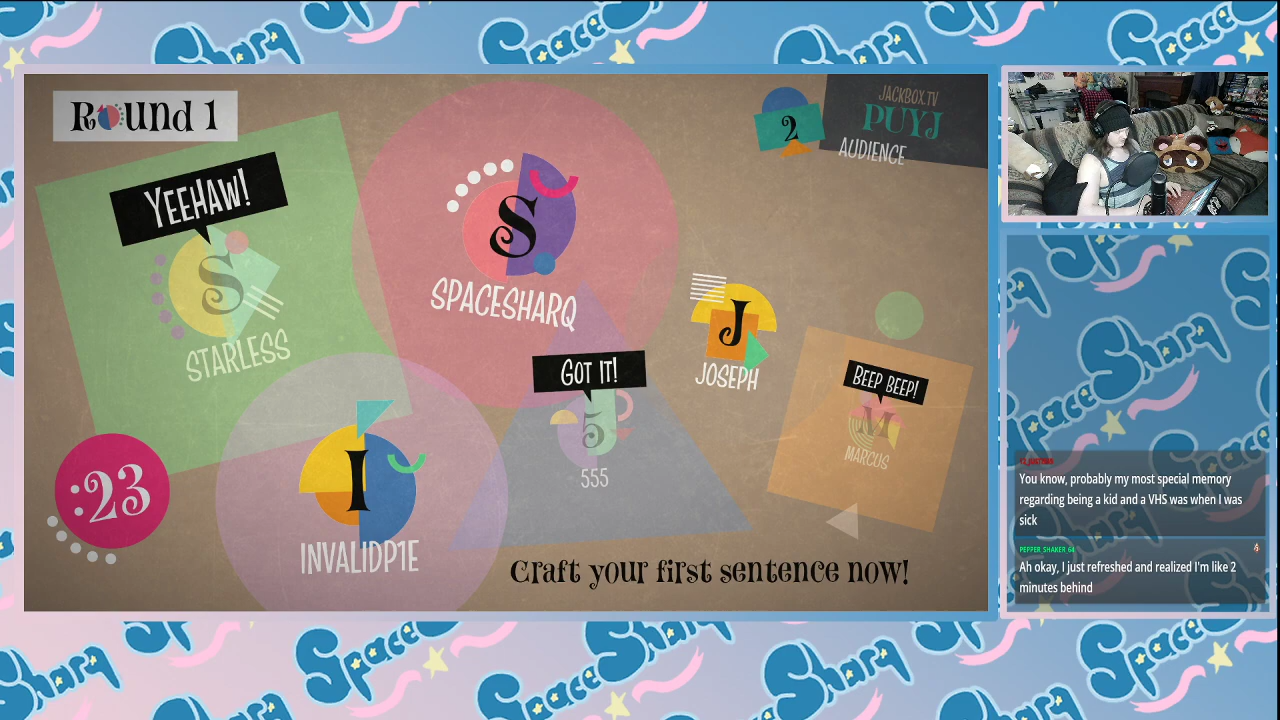 Round 1
JACKBOX.TV
PUYJ
2
AUDIENCE
YEEHAW!
S
STARLESS
S
SPACESHARQ
J
JOSEPH
GOT IT!
5
555
BEEP BEEP!
M
MARCUS
:23
I
INVALIDP1E
Craft your first sentence now!
You know, probably my most special memory
regarding being a kid and a VHS was when I was
sick
PEPPER SHAKER 64
Ah okay, I just refreshed and realized I'm like 2
minutes behind
SpaceSharq